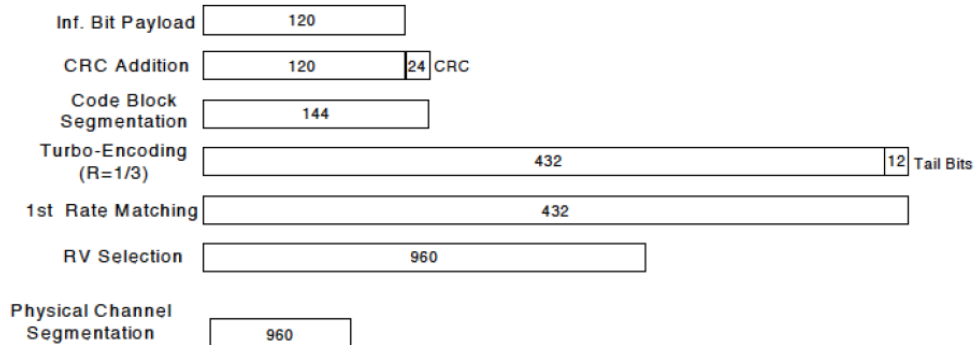 Inf. Bit Payload 120
CRC Addition 120 24 CRC
Code Block
Segmentation 144
Turbo-Encoding
(R=1/3) 432 12 Tail Bits
1st Rate Matching 432
RV Selection 960
Physical Channel
Segmentation 960